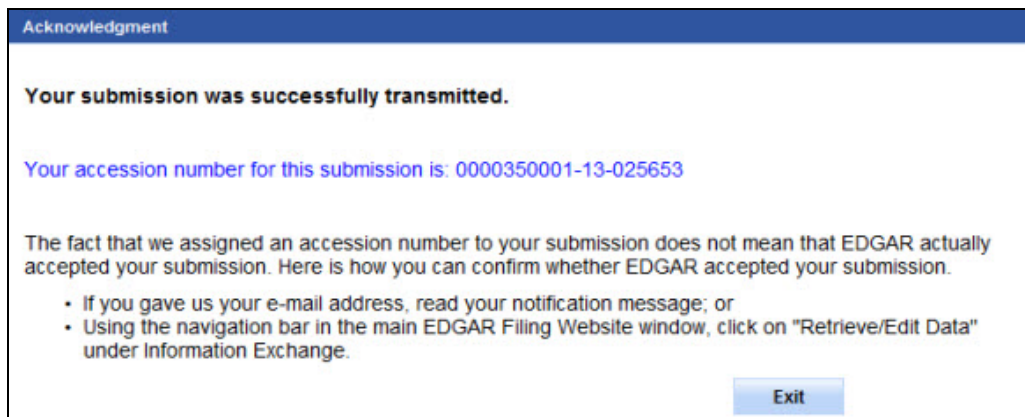 Acknowledgment
Your submission was successfully transmitted.
Your accession number for this submission is: 0000350001-13-025653
The fact that we assigned an accession number to your submission does not mean that EDGAR actually
accepted your submission. Here is how you can confirm whether EDGAR accepted your submission.
• If you gave us your e-mail address, read your notification message; or
• Using the navigation bar in the main EDGAR Filing Website window, click on "Retrieve/Edit Data"
under Information Exchange.
Exit